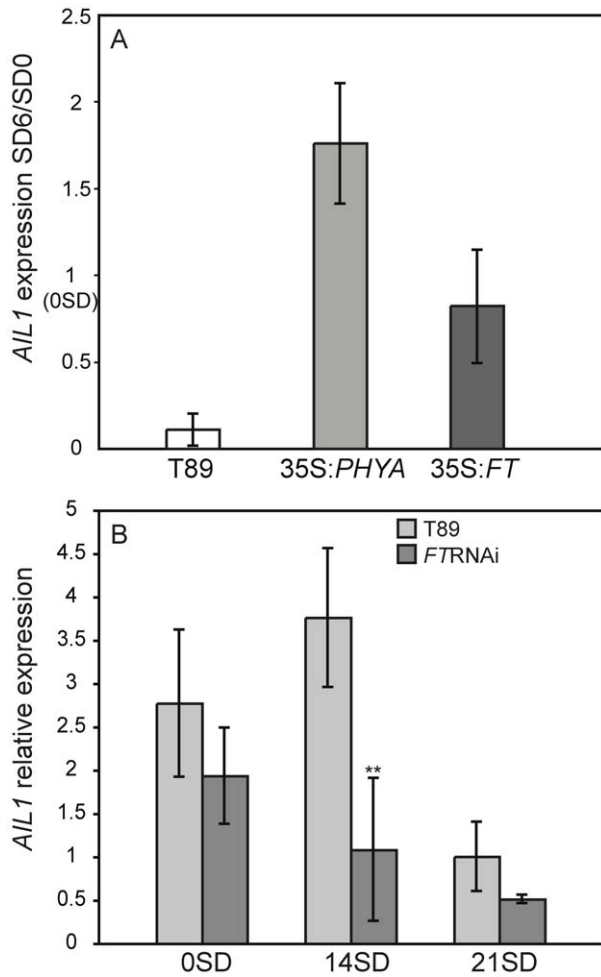 A
AIL1 expression SD6/SD0
2.5
2
1.5
1
(0SD)
0.5
0
T89 35S:PHYA 35S:FT
B
T89
FTRNAi
AIL1 relative expression
5
4.5
4
3.5
3
2.5
2
1.5
1
0.5
0
**
0SD 14SD 21SD